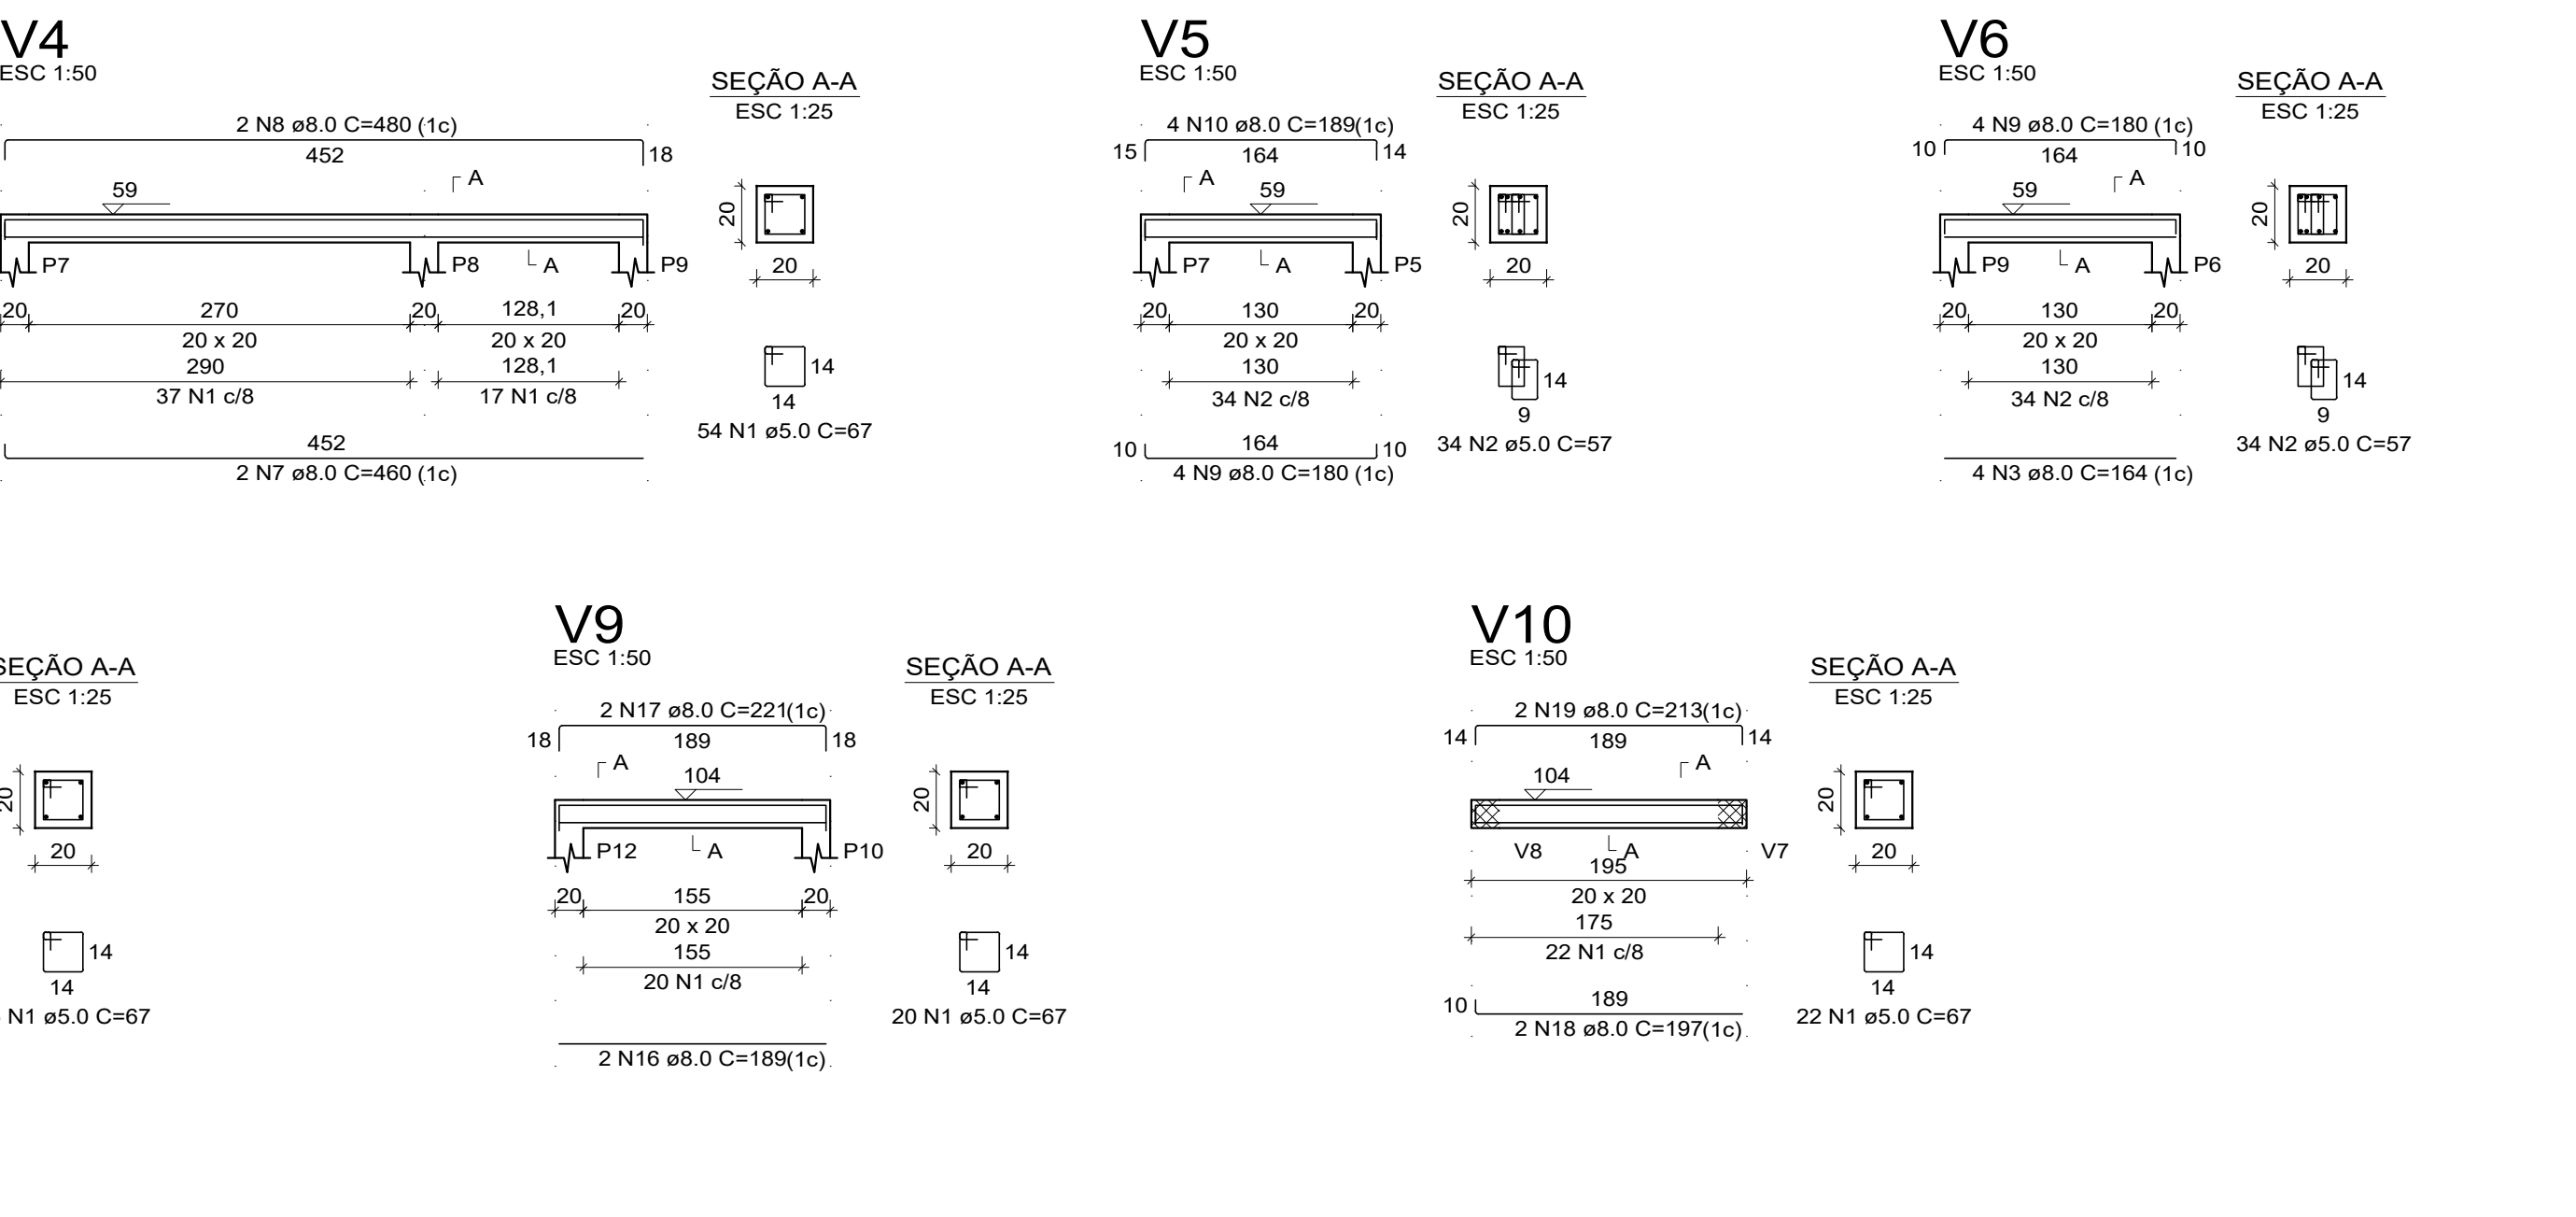 V4
ESC 1:50
SEÇÃO A-A
ESC 1:25
2 N8 ø8.0 C=480 (1c)
452
18
A
59
20
20
P7
P8
A
P9
20
270
20
128,1
20
20 x 20
20 x 20
290
128,1
37 N1 c/8
17 N1 c/8
14
14
54 N1 ø5.0 C=67
452
2 N7 ø8.0 C=460 (1c)
V5
ESC 1:50
SEÇÃO A-A
ESC 1:25
4 N10 ø8.0 C=189(1c)
15
164
14
A
59
20
20
P7
A
P5
20
130
20
20 x 20
130
34 N2 c/8
14
9
34 N2 ø5.0 C=57
10
164
10
4 N9 ø8.0 C=180 (1c)
V6
ESC 1:50
SEÇÃO A-A
ESC 1:25
4 N9 ø8.0 C=180 (1c)
10
164
10
A
59
20
20
P9
A
P6
20
130
20
20 x 20
130
34 N2 c/8
14
9
34 N2 ø5.0 C=57
4 N3 ø8.0 C=164 (1c)
SEÇÃO A-A
ESC 1:25
20
20
14
14
N1 ø5.0 C=67
V9
ESC 1:50
SEÇÃO A-A
ESC 1:25
2 N17 ø8.0 C=221(1c)
18
189
18
A
104
20
20
P12
A
P10
20
155
20
20 x 20
155
20 N1 c/8
14
14
20 N1 ø5.0 C=67
2 N16 ø8.0 C=189(1c)
V10
ESC 1:50
SEÇÃO A-A
ESC 1:25
2 N19 ø8.0 C=213(1c)
14
189
14
A
104
20
20
V8
A
V7
195
20 x 20
175
22 N1 c/8
14
14
22 N1 ø5.0 C=67
10
189
2 N18 ø8.0 C=197(1c)